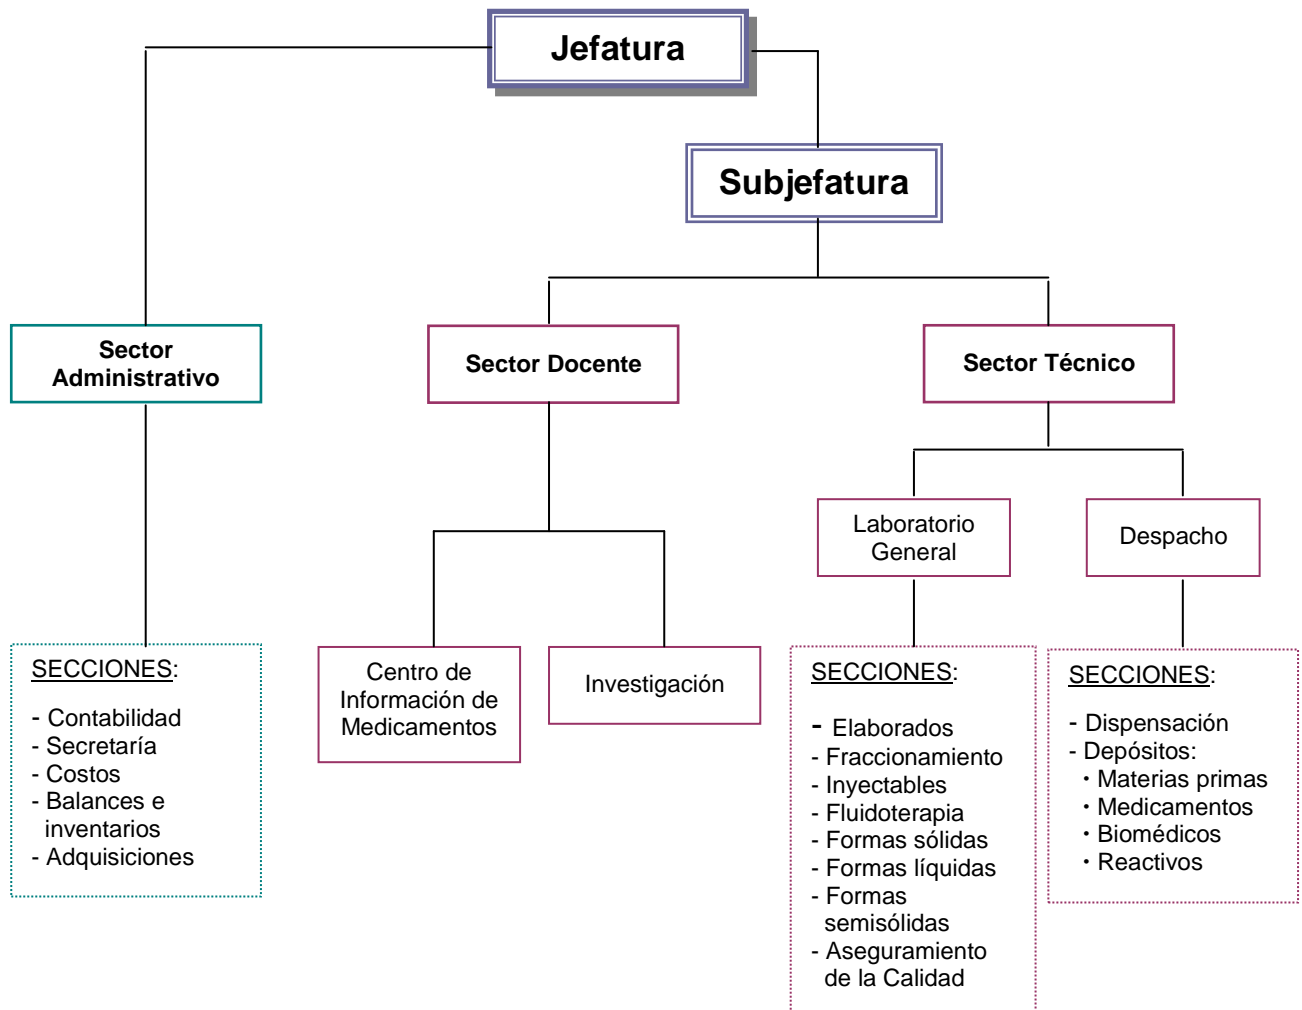 Jefatura
Subjefatura
Sector
Administrativo
Sector Docente
Sector Técnico
Laboratorio
General
Despacho
Centro de
Información de
Medicamentos
Investigación
SECCIONES:
- Contabilidad
- Secretaría
- Costos
- Balances e
inventarios
- Adquisiciones
SECCIONES:
- Elaborados
- Fraccionamiento
- Inyectables
- Fluidoterapia
- Formas sólidas
- Formas líquidas
- Formas
semisólidas
- Aseguramiento
de la Calidad
SECCIONES:
- Dispensación
- Depósitos:
· Materias primas
· Medicamentos
· Biomédicos
· Reactivos